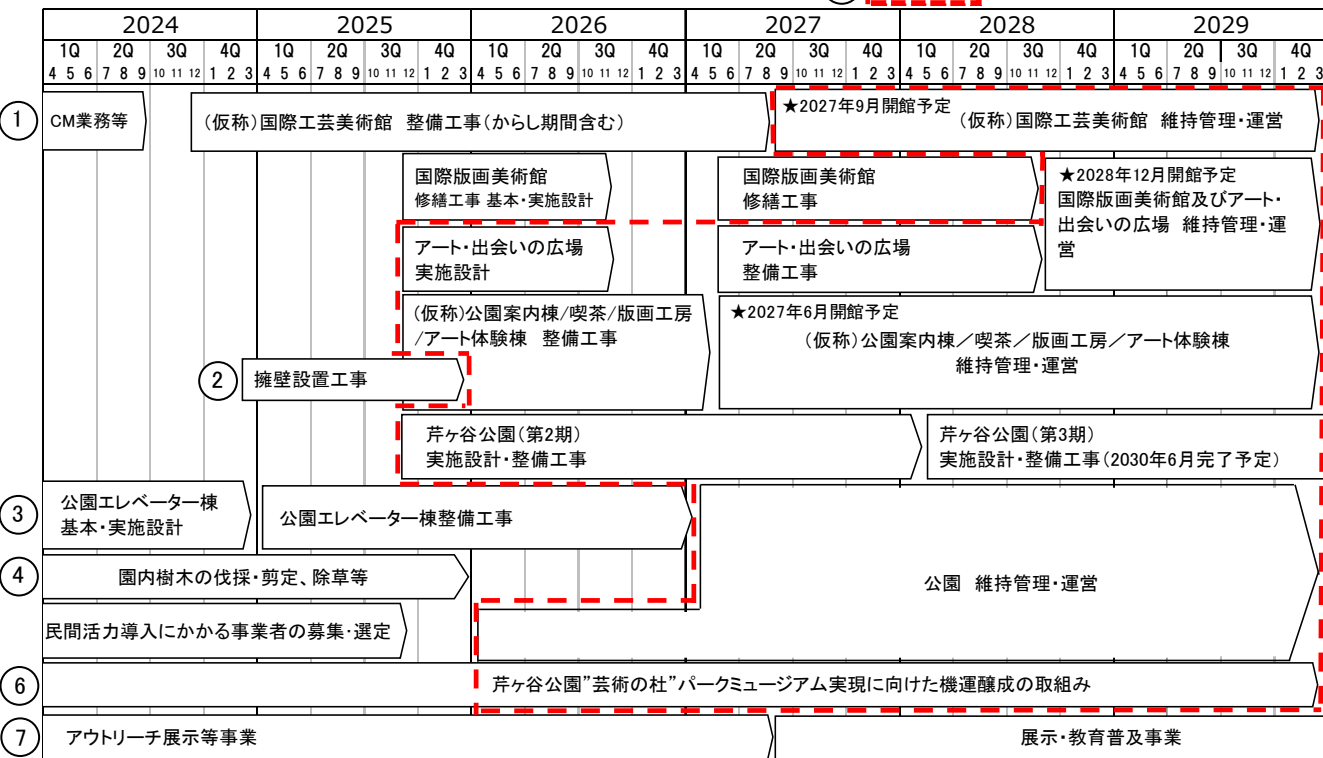 2024 2025 2026 2027 2028 2029
1Q 2Q 3Q 4Q 1Q 2Q 3Q 4Q 1Q 2Q 3Q 4Q 1Q 2Q 3Q 4Q 1Q 2Q 3Q 4Q 1Q 2Q 3Q 4Q
4 5 6 7 8 9 10 11 12 1 2 3 4 5 6 7 8 9 10 11 12 1 2 3 4 5 6 7 8 9 10 11 12 1 2 3 4 5 6 7 8 9 10 11 12 1 2 3 4 5 6 7 8 9 10 11 12 1 2 3 4 5 6 7 8 9 10 11 12 1 2 3
1
CM業務等
(仮称)国際工芸美術館 整備工事(からし期間含む)
★2027年9月開館予定
(仮称)国際工芸美術館 維持管理・運営
国際版画美術館
修繕工事 基本・実施設計
国際版画美術館
修繕工事
★2028年12月開館予定
国際版画美術館及びアート・
出会いの広場 維持管理・運
営
アート・出会いの広場
実施設計
アート・出会いの広場
整備工事
(仮称)公園案内棟/喫茶/版画工房
/アート体験棟 整備工事
★2027年6月開館予定
(仮称)公園案内棟/喫茶/版画工房/アート体験棟
維持管理・運営
2
擁壁設置工事
芹ヶ谷公園(第2期)
実施設計・整備工事
芹ヶ谷公園(第3期)
実施設計・整備工事(2030年6月完了予定)
3
公園エレベーター棟
基本・実施設計
公園エレベーター棟整備工事
4
園内樹木の伐採・剪定、除草等
公園 維持管理・運営
民間活力導入にかかる事業者の募集・選定
6
芹ヶ谷公園"芸術の杜"パークミュージアム実現に向けた機運醸成の取組み
7
アウトリーチ展示等事業
展示・教育普及事業